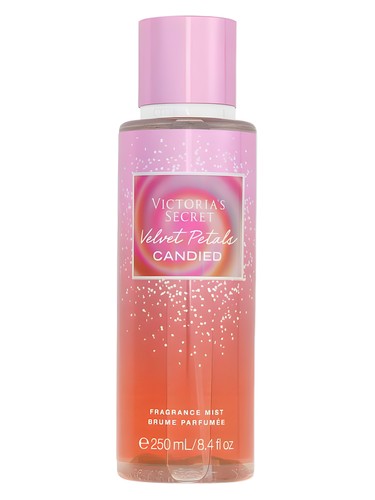 VICTORIA'S
SECRET
Velvet Petals
CANDIED
FRAGRANCE MIST
BRUME PARFUMÉE
℮ 250 mL/8.4 fl oz